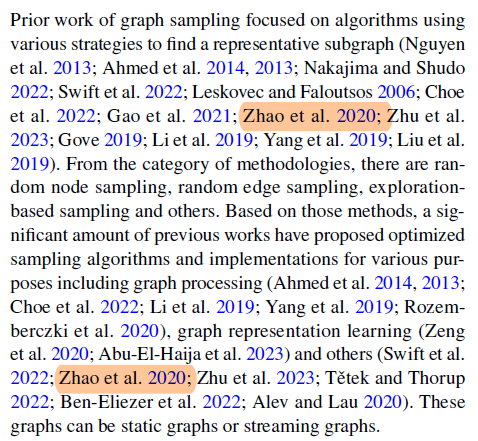 Prior work of graph sampling focused on algorithms using
various strategies to find a representative subgraph (Nguyen
et al. 2013; Ahmed et al. 2014, 2013; Nakajima and Shudo
2022; Swift et al. 2022; Leskovec and Faloutsos 2006; Choe
et al. 2022; Gao et al. 2021; Zhao et al. 2020; Zhu et al.
2023; Gove 2019; Li et al. 2019; Yang et al. 2019; Liu et al.
2019). From the category of methodologies, there are ran-
dom node sampling, random edge sampling, exploration-
based sampling and others. Based on those methods, a sig-
nificant amount of previous works have proposed optimized
sampling algorithms and implementations for various pur-
poses including graph processing (Ahmed et al. 2014, 2013;
Choe et al. 2022; Li et al. 2019; Yang et al. 2019; Rozem-
berczki et al. 2020), graph representation learning (Zeng
et al. 2020; Abu-El-Haija et al. 2023) and others (Swift et al.
2022; Zhao et al. 2020; Zhu et al. 2023; Tětek and Thorup
2022; Ben-Eliezer et al. 2022; Alev and Lau 2020). These
graphs can be static graphs or streaming graphs.